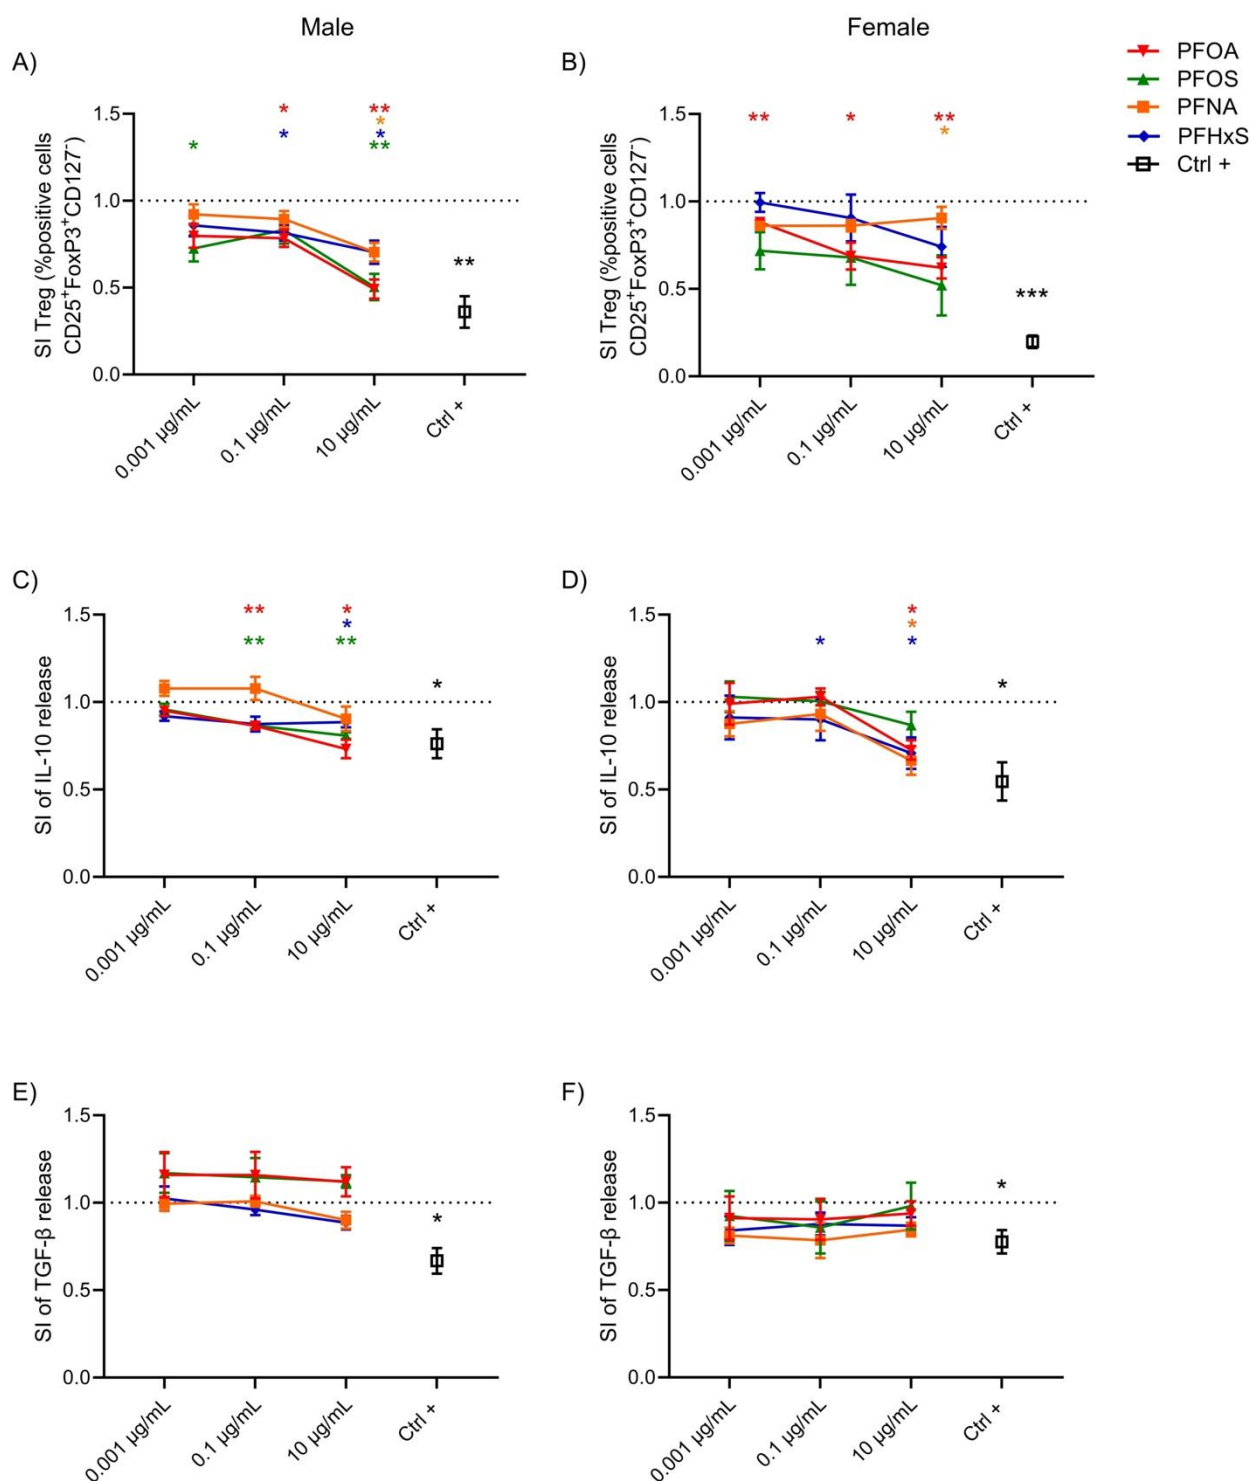 Male
Female
PFOA
PFOS
PFNA
PFHxS
Ctrl +
A)
SI Treg (%positive cells
CD25⁺FoxP3⁺CD127⁻)
1.5
1.0
0.5
0.0
*
*
*
**
*
*
**
**
0.001 µg/mL
0.1 µg/mL
10 µg/mL
Ctrl +
B)
SI Treg (%positive cells
CD25⁺FoxP3⁺CD127⁻)
1.5
1.0
0.5
0.0
**
*
**
*
***
0.001 µg/mL
0.1 µg/mL
10 µg/mL
Ctrl +
C)
SI of IL-10 release
1.5
1.0
0.5
0.0
**
**
*
*
**
*
0.001 µg/mL
0.1 µg/mL
10 µg/mL
Ctrl +
D)
SI of IL-10 release
1.5
1.0
0.5
0.0
*
*
*
*
*
0.001 µg/mL
0.1 µg/mL
10 µg/mL
Ctrl +
E)
SI of TGF-β release
1.5
1.0
0.5
0.0
*
0.001 µg/mL
0.1 µg/mL
10 µg/mL
Ctrl +
F)
SI of TGF-β release
1.5
1.0
0.5
0.0
*
0.001 µg/mL
0.1 µg/mL
10 µg/mL
Ctrl +